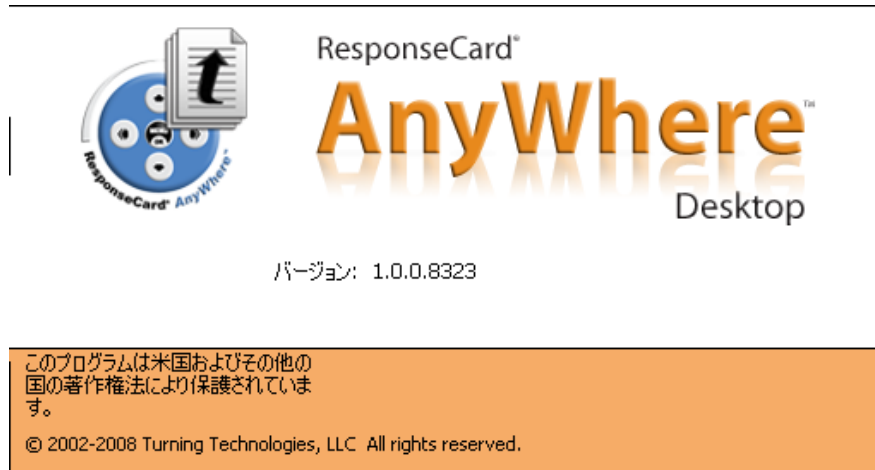 ResponseCard®
AnyWhere™
Desktop
ResponseCard® AnyWhere™
バージョン: 1.0.0.8323
このプログラムは米国およびその他の
国の著作権法により保護されていま
す。
© 2002-2008 Turning Technologies, LLC All rights reserved.